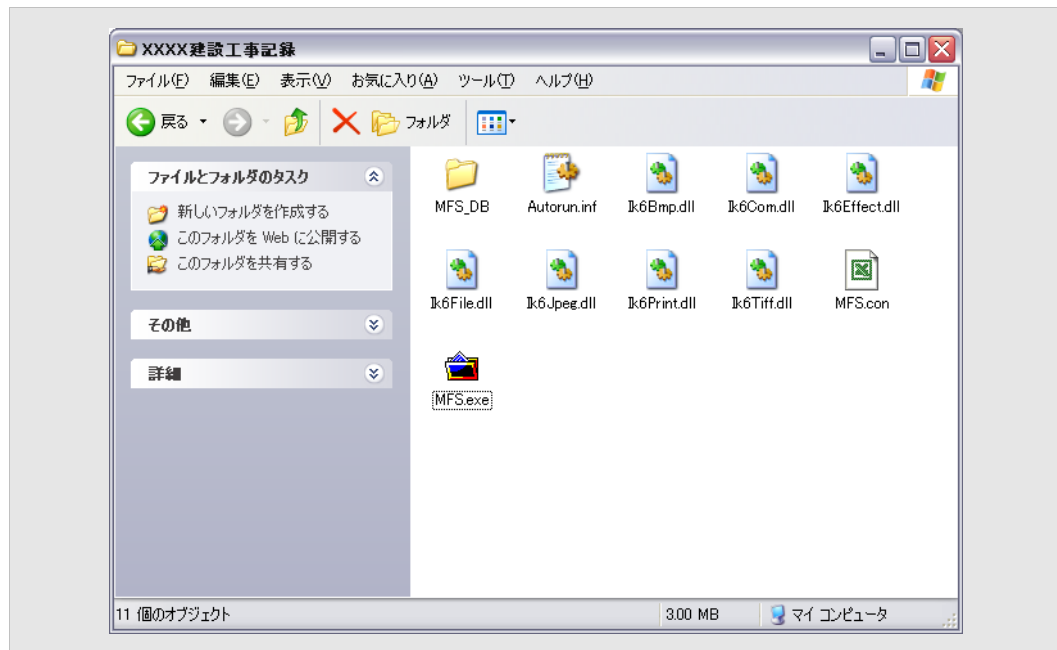 XXXX建設工事記録
ファイル(F) 編集(E) 表示(V) お気に入り(A) ツール(T) ヘルプ(H)
戻る フォルダ
ファイルとフォルダのタスク
新しいフォルダを作成する
このフォルダを Web に公開する
このフォルダを共有する
その他
詳細
MFS_DB Autorun.inf Ik6Bmp.dll Ik6Com.dll Ik6Effect.dll
Ik6File.dll Ik6Jpeg.dll Ik6Print.dll Ik6Tiff.dll MFS.con
MFS.exe
11 個のオブジェクト 3.00 MB マイ コンピュータ